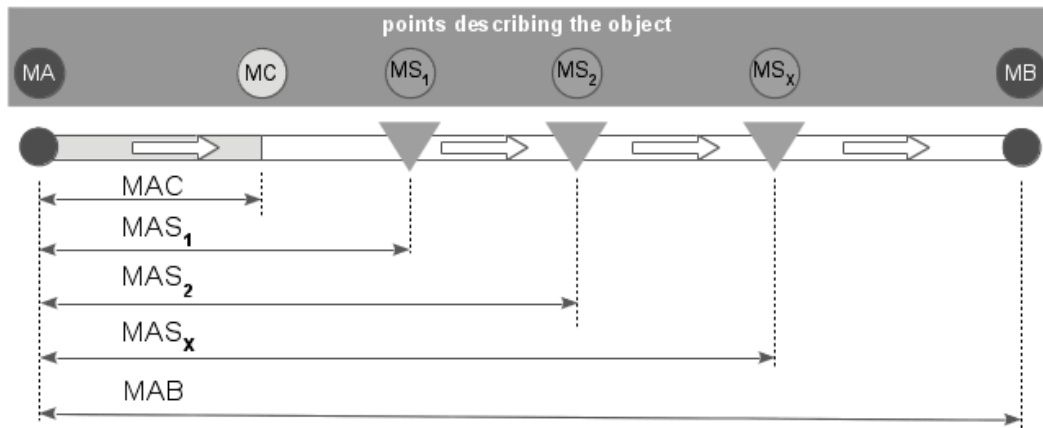 points describing the object
MA MC MS₁ MS₂ MSₓ MB
MAC
MAS₁
MAS₂
MASₓ
MAB